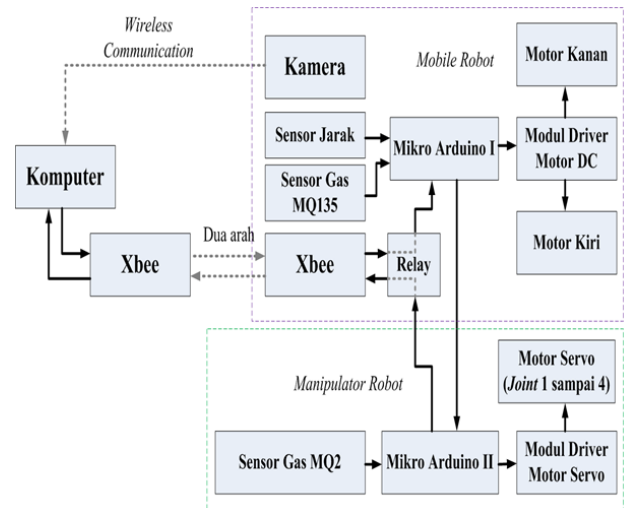 Wireless
Communication
Kamera
Mobile Robot
Motor Kanan
Sensor Jarak
Mikro Arduino I
Modul Driver
Motor DC
Komputer
Sensor Gas
MQ135
Dua arah
Xbee
Xbee
Relay
Motor Kiri
Manipulator Robot
Motor Servo
(Joint 1 sampai 4)
Sensor Gas MQ2
Mikro Arduino II
Modul Driver
Motor Servo